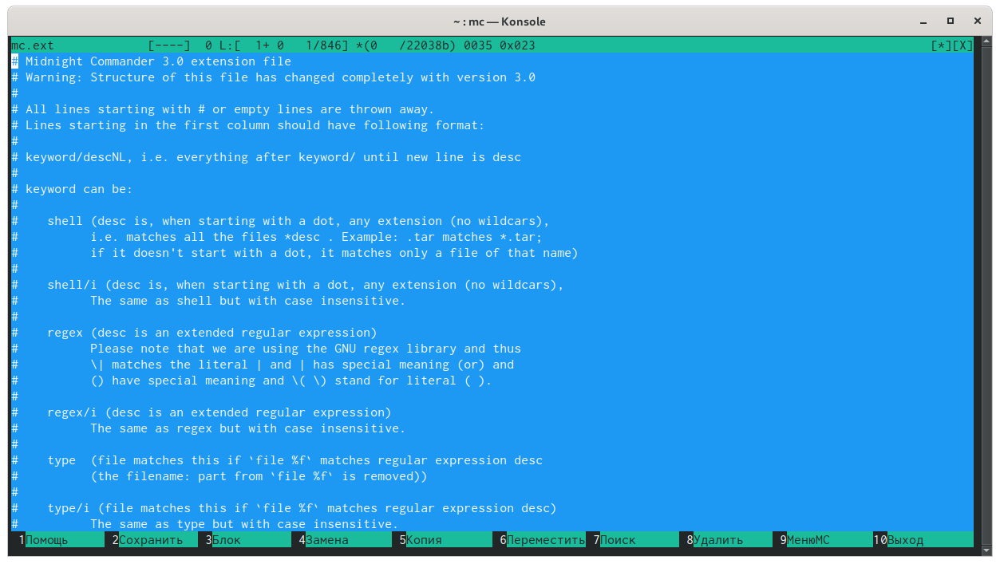 ~ : mc — Konsole
mc.ext             [----]  0 L:[  1+ 0   1/846] *(0   /22038b) 0035 0x023                                                       [*][X]
# Midnight Commander 3.0 extension file
# Warning: Structure of this file has changed completely with version 3.0
#
# All lines starting with # or empty lines are thrown away.
# Lines starting in the first column should have following format:
#
# keyword/descNL, i.e. everything after keyword/ until new line is desc
#
# keyword can be:
#
#    shell (desc is, when starting with a dot, any extension (no wildcars),
#          i.e. matches all the files *desc . Example: .tar matches *.tar;
#          if it doesn't start with a dot, it matches only a file of that name)
#
#    shell/i (desc is, when starting with a dot, any extension (no wildcars),
#          The same as shell but with case insensitive.
#
#    regex (desc is an extended regular expression)
#          Please note that we are using the GNU regex library and thus
#          \| matches the literal | and | has special meaning (or) and
#          () have special meaning and \( \) stand for literal ( ).
#
#    regex/i (desc is an extended regular expression)
#          The same as regex but with case insensitive.
#
#    type  (file matches this if `file %f` matches regular expression desc
#          (the filename: part from `file %f` is removed))
#
#    type/i (file matches this if `file %f` matches regular expression desc)
#          The same as type but with case insensitive.
1Помощь 2Сохранить 3Блок 4Замена 5Копия 6Переместить 7Поиск 8Удалить 9МенюМС 10Выход